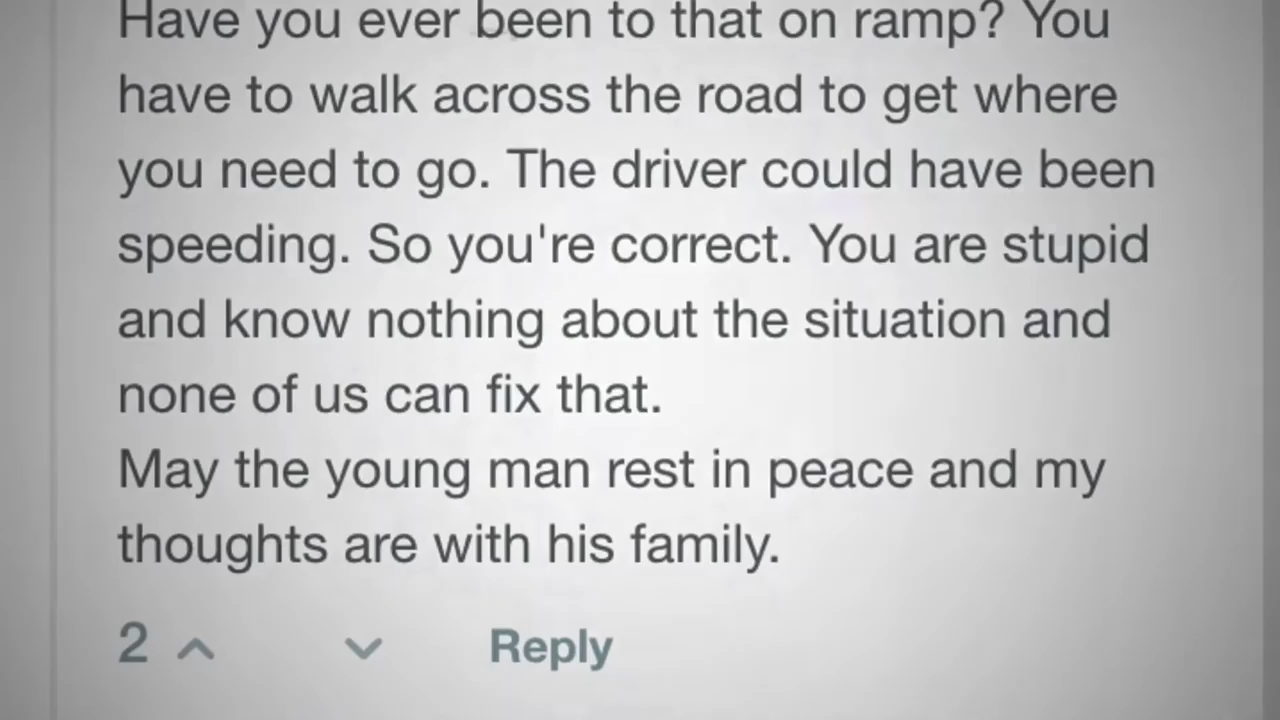 Have you ever been to that on ramp? You
have to walk across the road to get where
you need to go. The driver could have been
speeding. So you're correct. You are stupid
and know nothing about the situation and
none of us can fix that.
May the young man rest in peace and my
thoughts are with his family.
2 Reply